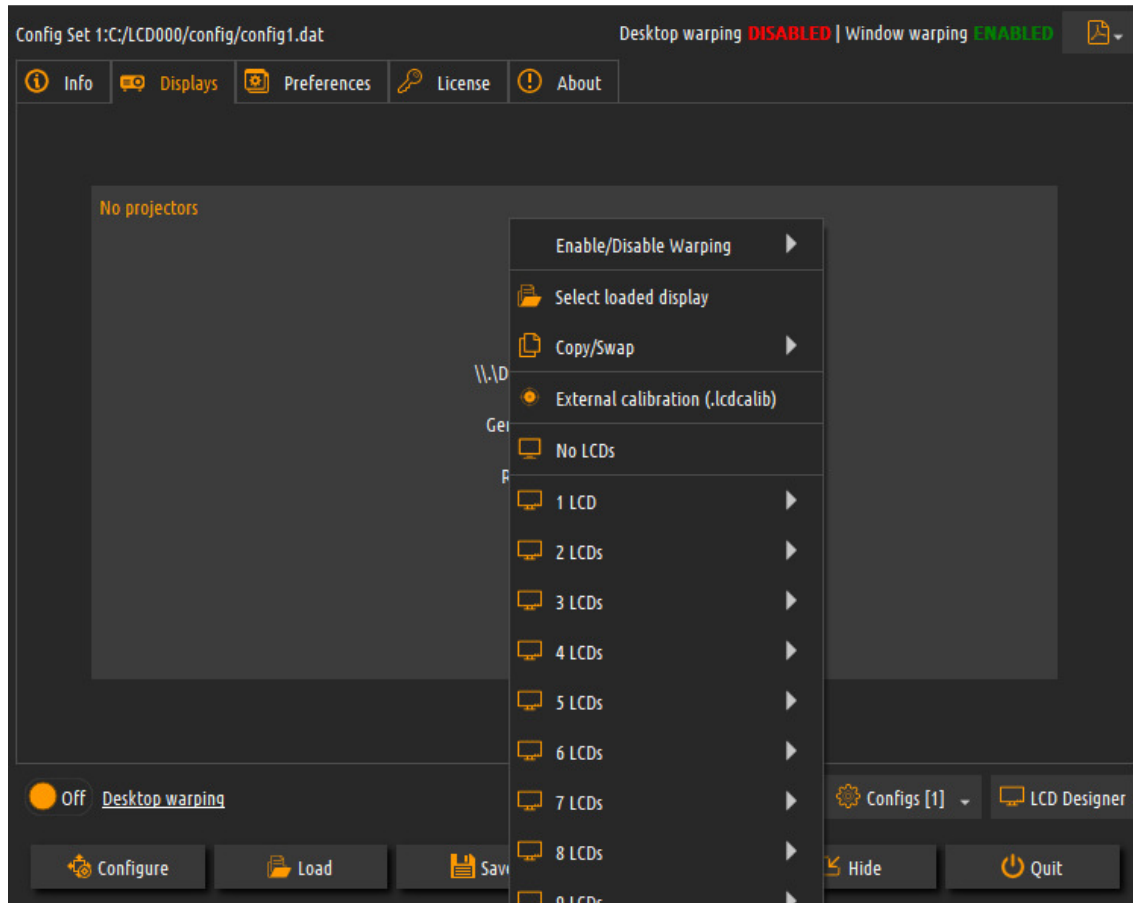 Config Set 1:C:/LCD000/config/config1.dat
Desktop warping DISABLED | Window warping ENABLED
Info
Displays
Preferences
License
About
No projectors
Enable/Disable Warping
Select loaded display
Copy/Swap
\\.\D
External calibration (.lcdcalib)
No LCDs
1 LCD
2 LCDs
3 LCDs
4 LCDs
5 LCDs
6 LCDs
7 LCDs
8 LCDs
9 LCDs
Off Desktop warping
Configs [1]
LCD Designer
Configure
Load
Save
Hide
Quit